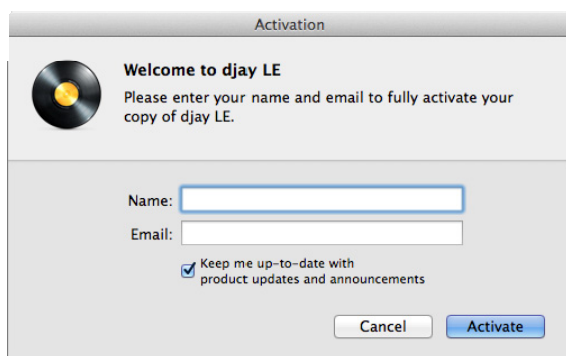 Activation
Welcome to djay LE
Please enter your name and email to fully activate your
copy of djay LE.
Name:
Email:
Keep me up-to-date with
product updates and announcements
Cancel Activate